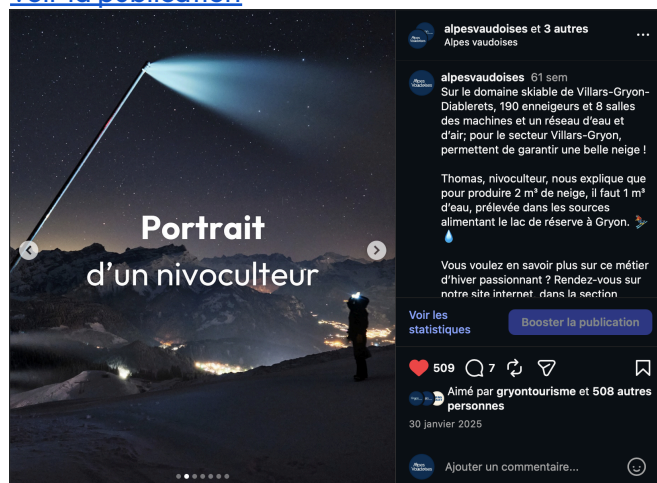 Voir la publication
Portrait
d'un nivoculteur
alpesvaudoises et 3 autres
Alpes vaudoises
alpesvaudoises 61 sem
Sur le domaine skiable de Villars-Gryon-
Diablerets, 190 enneigeurs et 8 salles
des machines et un réseau d'eau et
d'air; pour le secteur Villars-Gryon,
permettent de garantir une belle neige !
Thomas, nivoculteur, nous explique que
pour produire 2 m³ de neige, il faut 1 m³
d'eau, prélevée dans les sources
alimentant le lac de réserve à Gryon.
Vous voulez en savoir plus sur ce métier
d'hiver passionnant ? Rendez-vous sur
notre site internet, dans la section
Voir les
statistiques
Booster la publication
509 7
Aimé par gryontourisme et 508 autres
personnes
30 janvier 2025
Ajouter un commentaire...